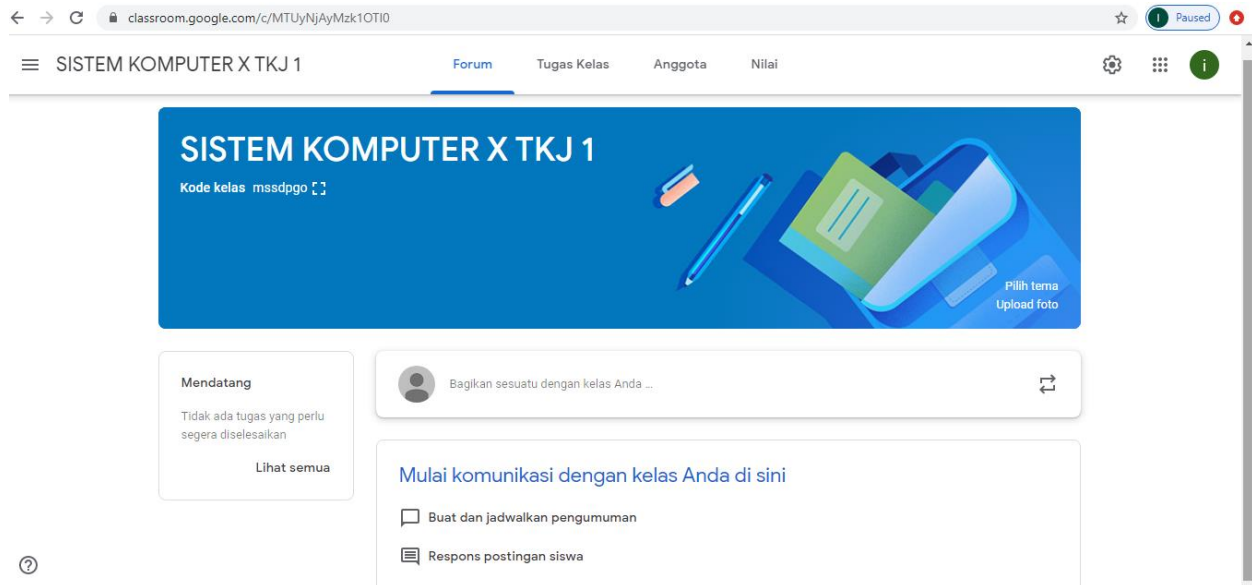 classroom.google.com/c/MTUyNjAyMzk1OTI0
I Paused
SISTEM KOMPUTER X TKJ 1 Forum Tugas Kelas Anggota Nilai i
SISTEM KOMPUTER X TKJ 1
Kode kelas mssdpgo
Pilih tema
Upload foto
Mendatang
Tidak ada tugas yang perlu
segera diselesaikan
Lihat semua
Bagikan sesuatu dengan kelas Anda ...
Mulai komunikasi dengan kelas Anda di sini
Buat dan jadwalkan pengumuman
Respons postingan siswa